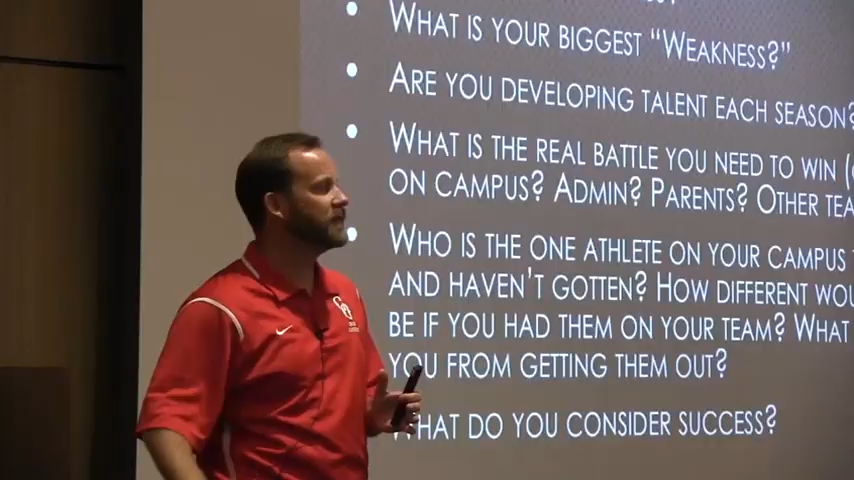 What is your biggest “Weakness?”
Are you developing talent each season?
What is the real battle you need to win (
on campus? Admin? Parents? Other
Who is the one athlete on your campus
and haven’t gotten? How different
be if you had them on your team? What
you from getting them out?
What do you consider success?